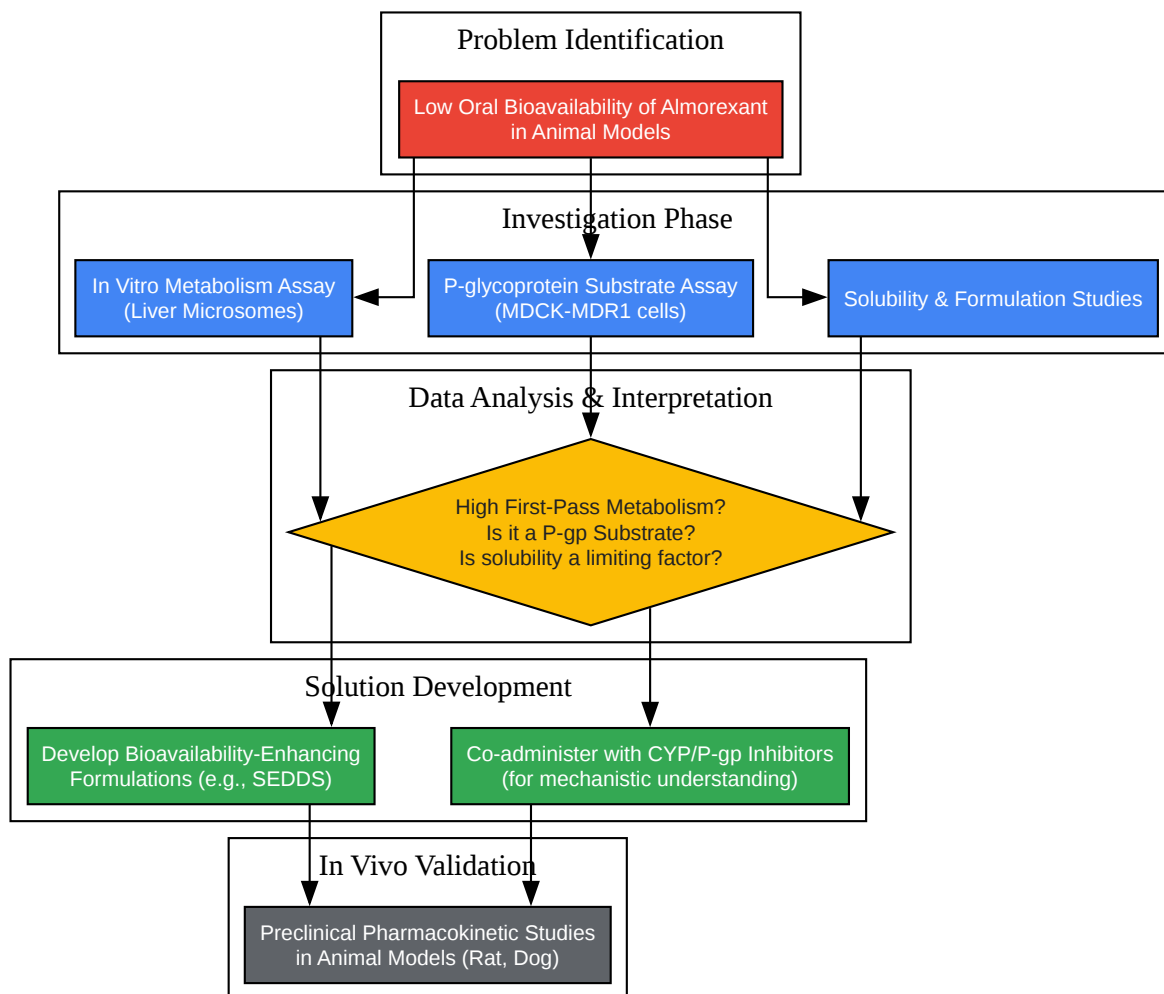 Problem Identification
Low Oral Bioavailability of Almorexant
in Animal Models
Investigation Phase
In Vitro Metabolism Assay
(Liver Microsomes)
P-glycoprotein Substrate Assay
(MDCK-MDR1 cells)
Solubility & Formulation Studies
Data Analysis & Interpretation
High First-Pass Metabolism?
Is it a P-gp Substrate?
Is solubility a limiting factor?
Solution Development
Develop Bioavailability-Enhancing
Formulations (e.g., SEDDS)
Co-administer with CYP/P-gp Inhibitors
(for mechanistic understanding)
In Vivo Validation
Preclinical Pharmacokinetic Studies
in Animal Models (Rat, Dog)